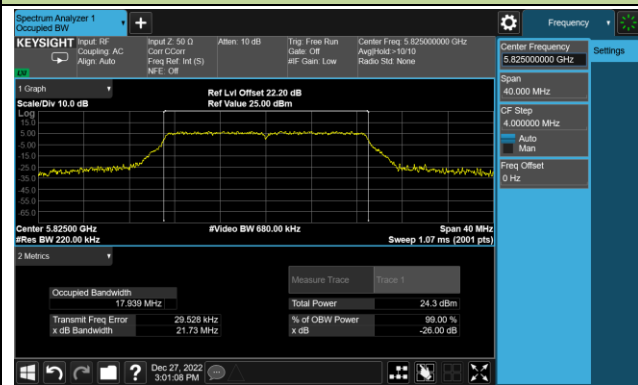 Spectrum Analyzer 1
Occupied BW
+
Frequency
KEYSIGHT
Input: RF
Coupling: AC
Align: Auto
Input Z: 50 Ω
Corr CCorr
Freq Ref: Int (S)
NFE: Off
Atten: 10 dB
Trig: Free Run
Gate: Off
#IF Gain: Low
Center Freq: 5.825000000 GHz
Avg|Hold:>10/10
Radio Std: None
Center Frequency
5.825000000 GHz
Settings
Span
40.000 MHz
CF Step
4.000000 MHz
Auto
Man
Freq Offset
0 Hz
1 Graph
Scale/Div 10.0 dB
Ref Lvl Offset 22.20 dB
Ref Value 25.00 dBm
Log
15.0
5.00
-5.00
-15.0
-25.0
-35.0
-45.0
-55.0
-65.0
Center 5.82500 GHz
#Res BW 220.00 kHz
#Video BW 680.00 kHz
Span 40 MHz
Sweep 1.07 ms (2001 pts)
2 Metrics
Measure Trace
Trace 1
Occupied Bandwidth
17.939 MHz
Total Power
24.3 dBm
Transmit Freq Error
29.528 kHz
% of OBW Power
99.00 %
x dB Bandwidth
21.73 MHz
x dB
-26.00 dB
?
Dec 27, 2022
3:01:08 PM